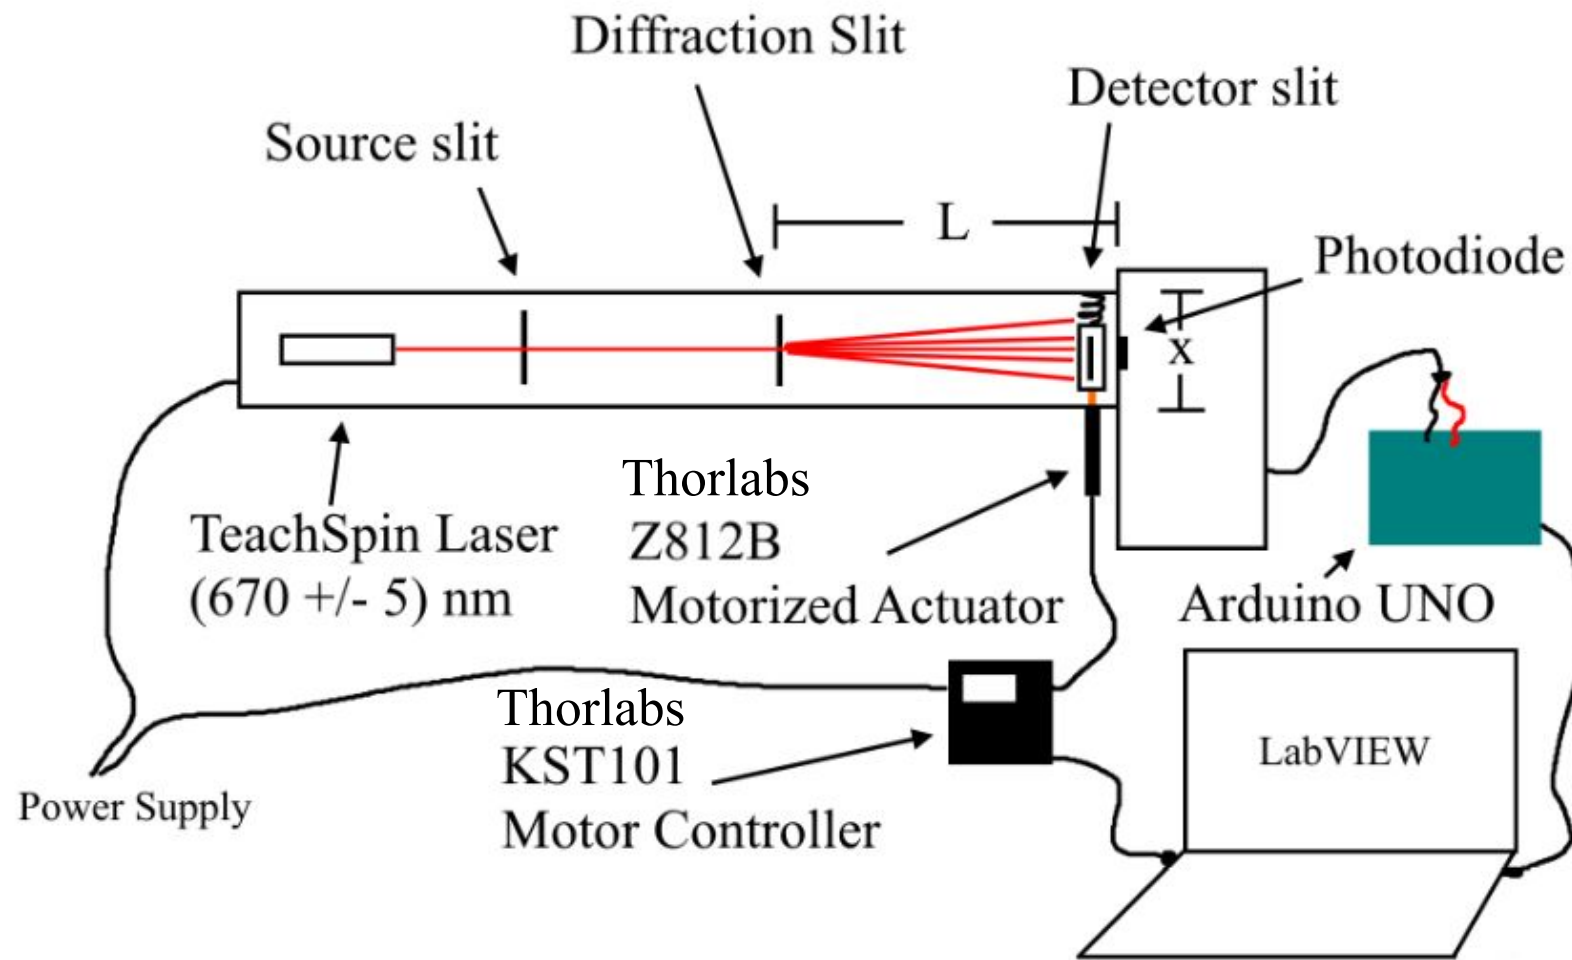 Diffraction Slit
Detector slit
Source slit
L
Photodiode
x
Thorlabs
Z812B
Motorized Actuator
TeachSpin Laser
(670 +/- 5) nm
Arduino UNO
Thorlabs
KST101
Motor Controller
LabVIEW
Power Supply